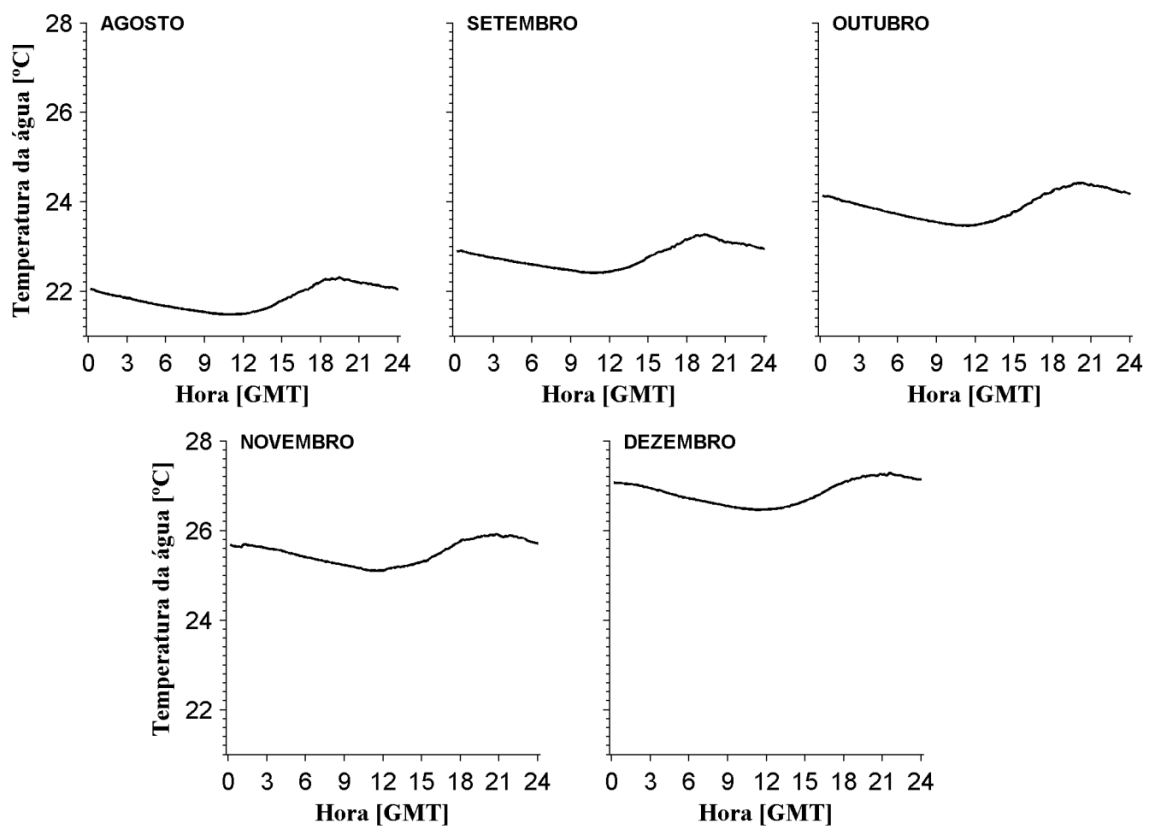 AGOSTO
SETEMBRO
OUTUBRO
Temperatura da água [ºC]
28
26
24
22
0 3 6 9 12 15 18 21 24
0 3 6 9 12 15 18 21 24
0 3 6 9 12 15 18 21 24
Hora [GMT]
Hora [GMT]
Hora [GMT]
NOVEMBRO
DEZEMBRO
Temperatura da água [ºC]
28
26
24
22
0 3 6 9 12 15 18 21 24
0 3 6 9 12 15 18 21 24
Hora [GMT]
Hora [GMT]